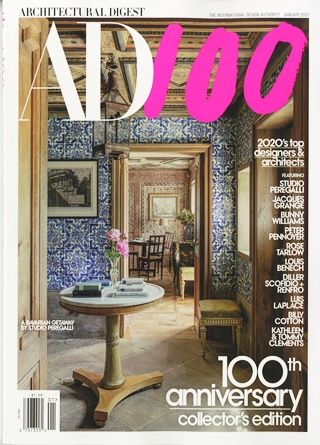 ARCHITECTURAL DIGEST
THE INTERNATIONAL DESIGN AUTHORITY JANUARY 2020
AD100
2020's top
designers &
architects
FEATURING
STUDIO
PEREGALLI
JACQUES
GRANGE
BUNNY
WILLIAMS
PETER
PENNOYER
ROSE
TARLOW
LOUIS
BENECH
DILLER
SCOFIDIO +
RENFRO
LUIS
LAPLACE
BILLY
COTTON
KATHLEEN
& TOMMY
CLEMENTS
A BAVARIAN GETAWAY
BY STUDIO PEREGALLI
100th
anniversary
collector's edition